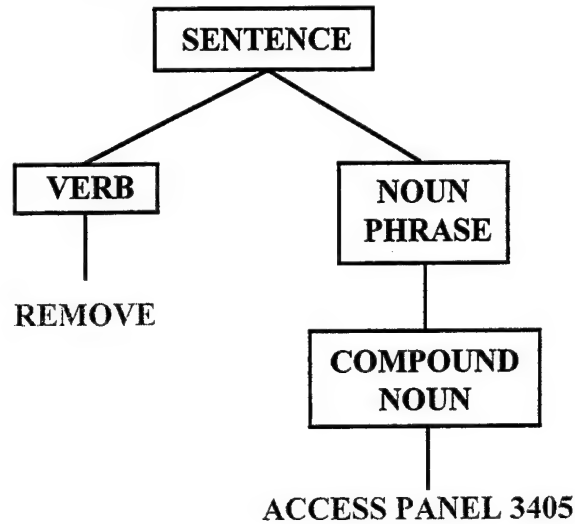 SENTENCE
VERB
NOUN
PHRASE
REMOVE
COMPOUND
NOUN
ACCESS PANEL 3405